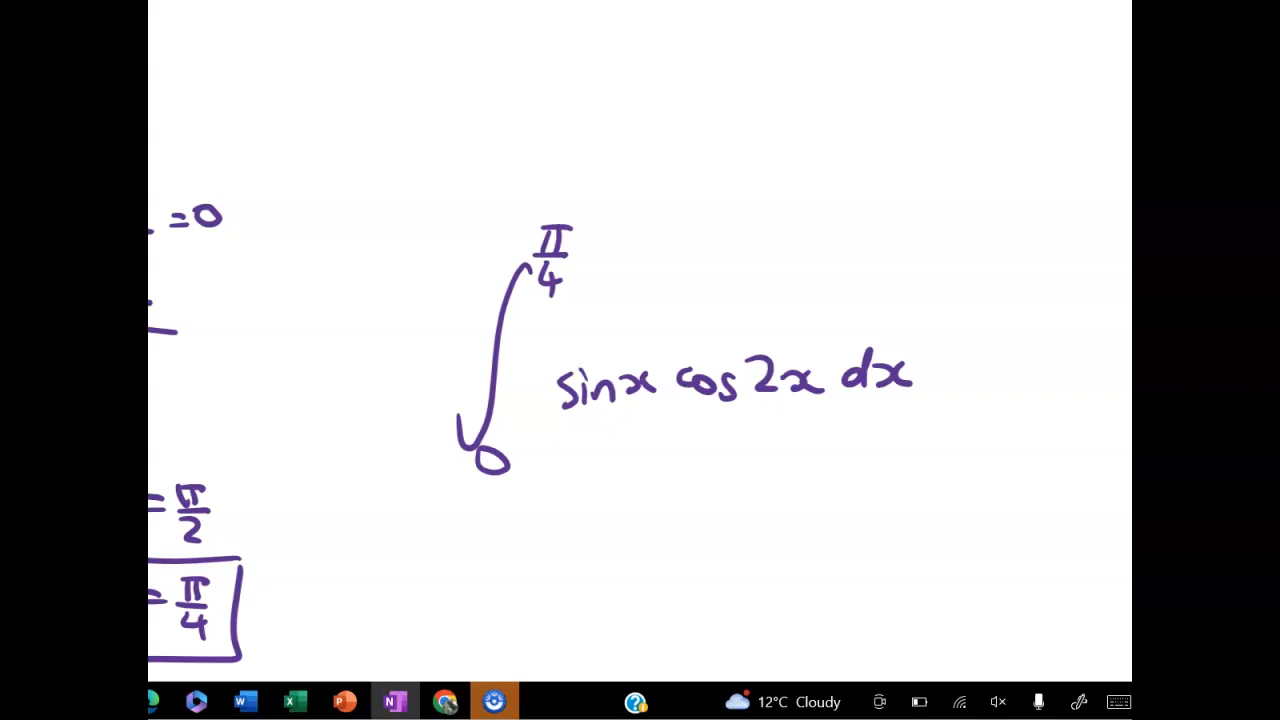 =0
π/4
∫ sinx cos2x dx
0
=π/2
=π/4
12°C Cloudy